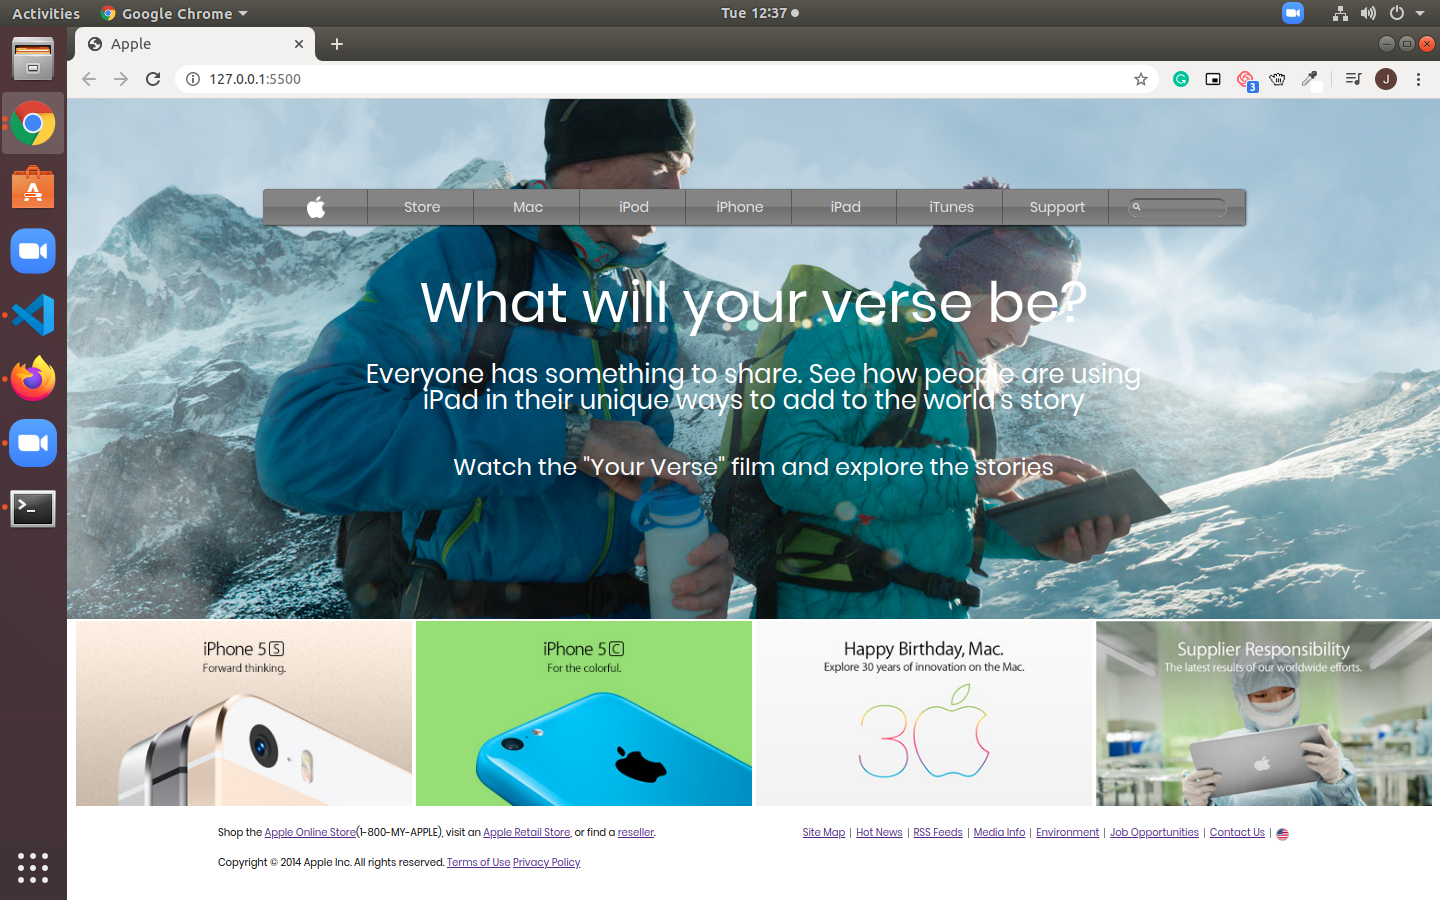 Activities
Google Chrome
Tue 12:37
Apple
127.0.0.1:5500
3
J
Store
Mac
iPod
iPhone
iPad
iTunes
Support
What will your verse be?
Everyone has something to share. See how people are using
iPad in their unique ways to add to the world's story
Watch the "Your Verse" film and explore the stories
iPhone 5S
Forward thinking.
iPhone 5C
For the colorful.
Happy Birthday, Mac.
Explore 30 years of innovation on the Mac.
30
Supplier Responsibility
The latest results of our worldwide efforts.
Shop the Apple Online Store(1-800-MY-APPLE), visit an Apple Retail Store, or find a reseller.
Site Map | Hot News | RSS Feeds | Media Info | Environment | Job Opportunities | Contact Us |
Copyright © 2014 Apple Inc. All rights reserved. Terms of Use Privacy Policy